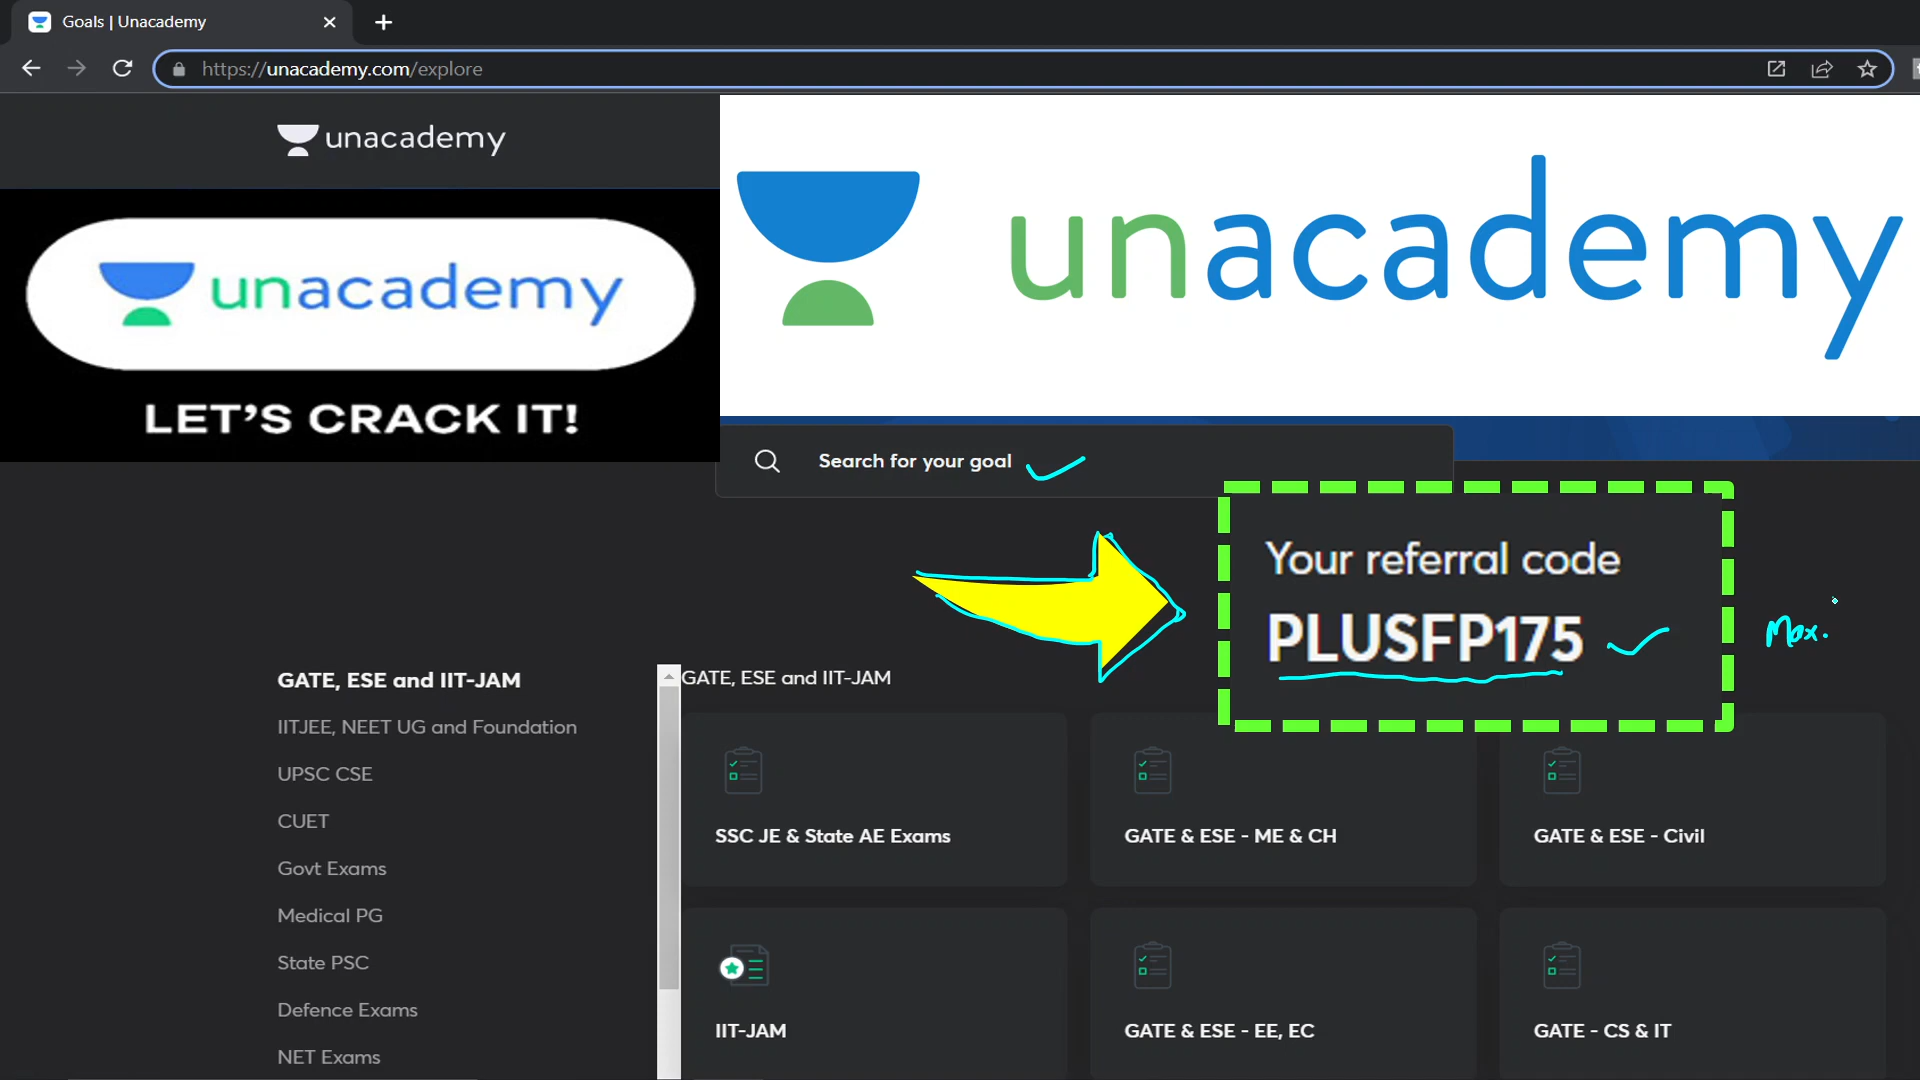 Goals | Unacademy
https://unacademy.com/explore
unacademy
unacademy
unacademy
LET'S CRACK IT!
Search for your goal
Your referral code
PLUSFP175
Max.
GATE, ESE and IIT-JAM
IITJEE, NEET UG and Foundation
UPSC CSE
CUET
Govt Exams
Medical PG
State PSC
Defence Exams
NET Exams
GATE, ESE and IIT-JAM
SSC JE & State AE Exams
GATE & ESE - ME & CH
GATE & ESE - Civil
IIT-JAM
GATE & ESE - EE, EC
GATE - CS & IT